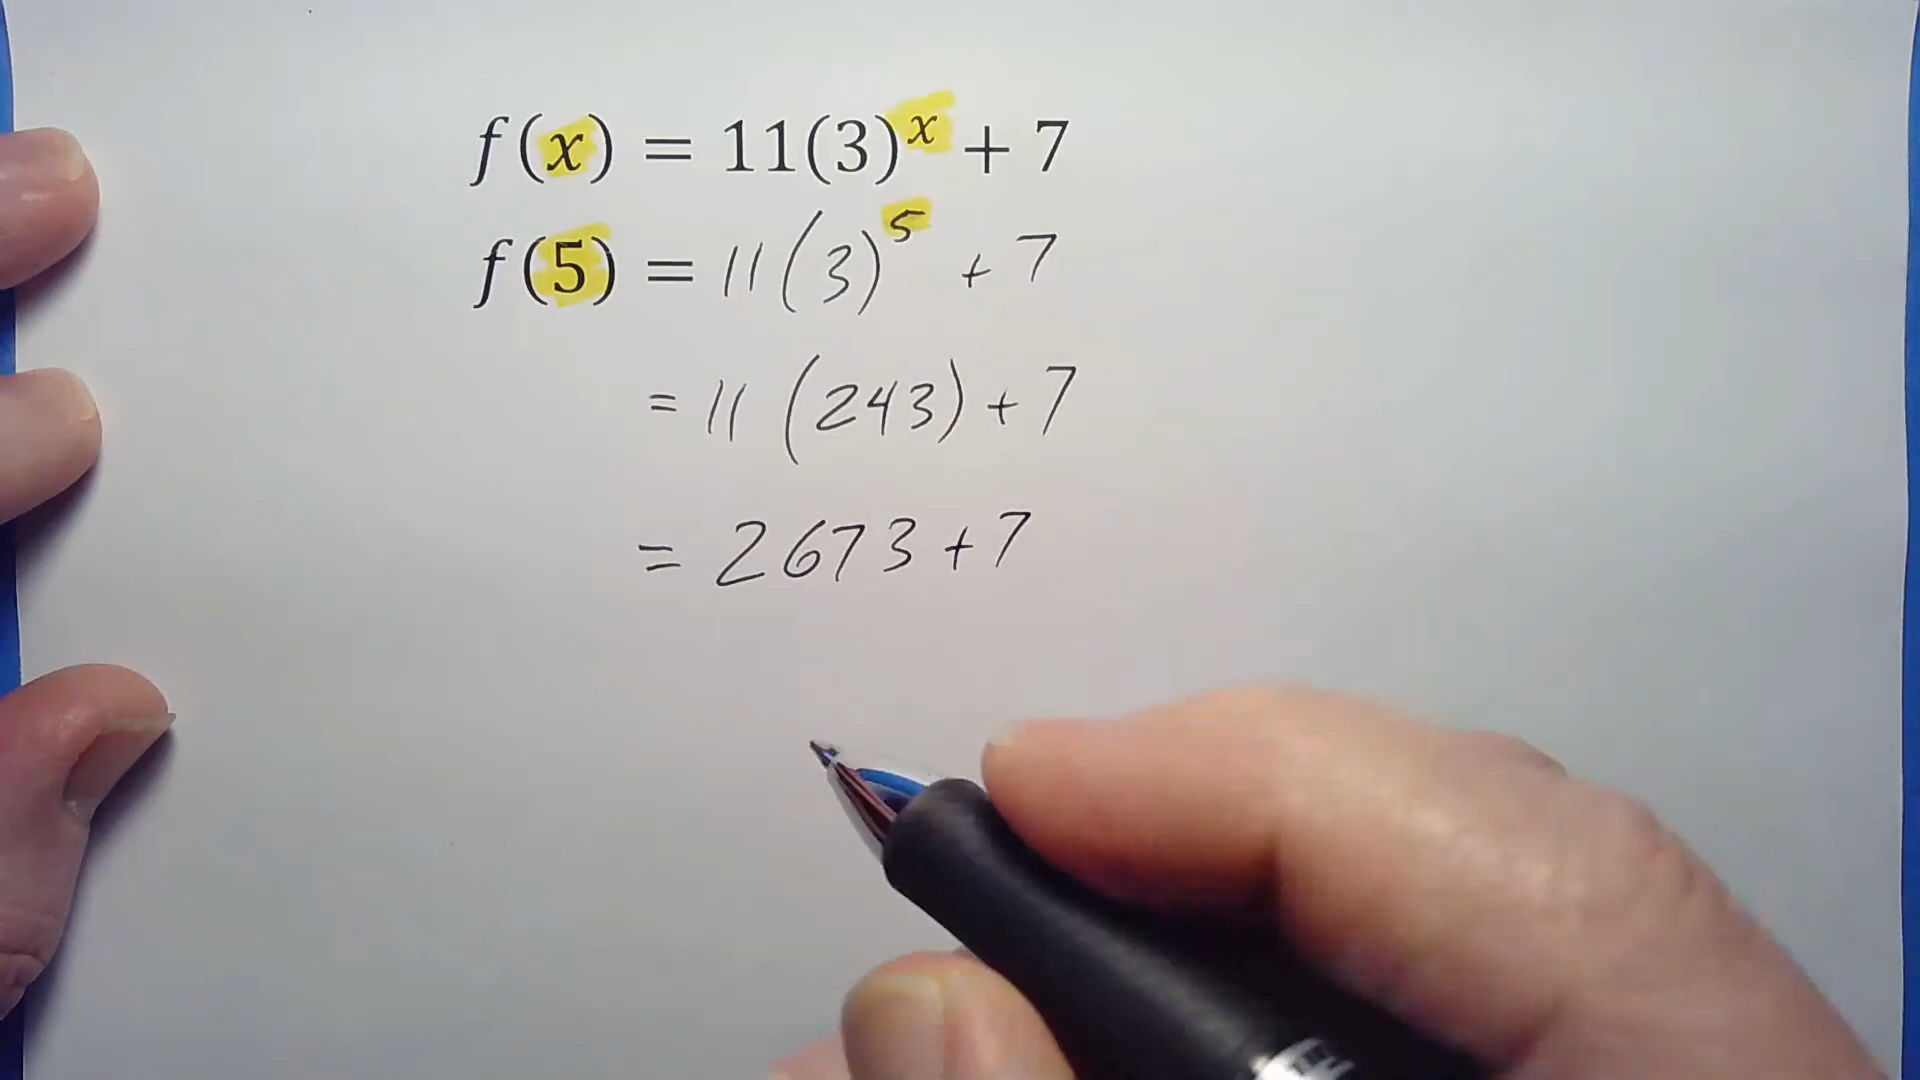 f(x) = 11(3)^x + 7
f(5) = 11(3)^5 + 7
= 11(243) + 7
= 2673 + 7